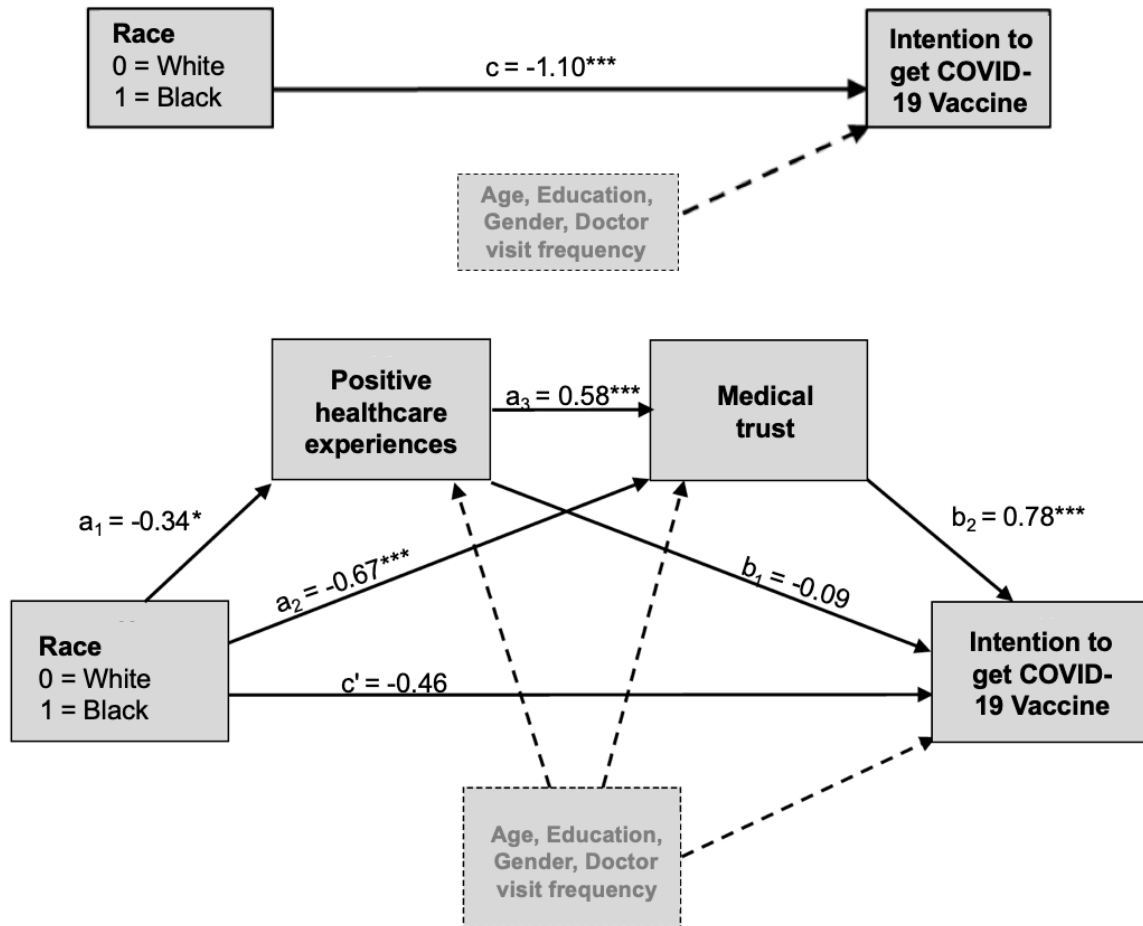 Race
0 = White
1 = Black
c = -1.10***
Intention to
get COVID-
19 Vaccine
Age, Education,
Gender, Doctor
visit frequency
Positive
healthcare
experiences
a₃ = 0.58***
Medical
trust
a₁ = -0.34*
a₂ = -0.67***
b₁ = -0.09
b₂ = 0.78***
Race
0 = White
1 = Black
c' = -0.46
Intention to
get COVID-
19 Vaccine
Age, Education,
Gender, Doctor
visit frequency